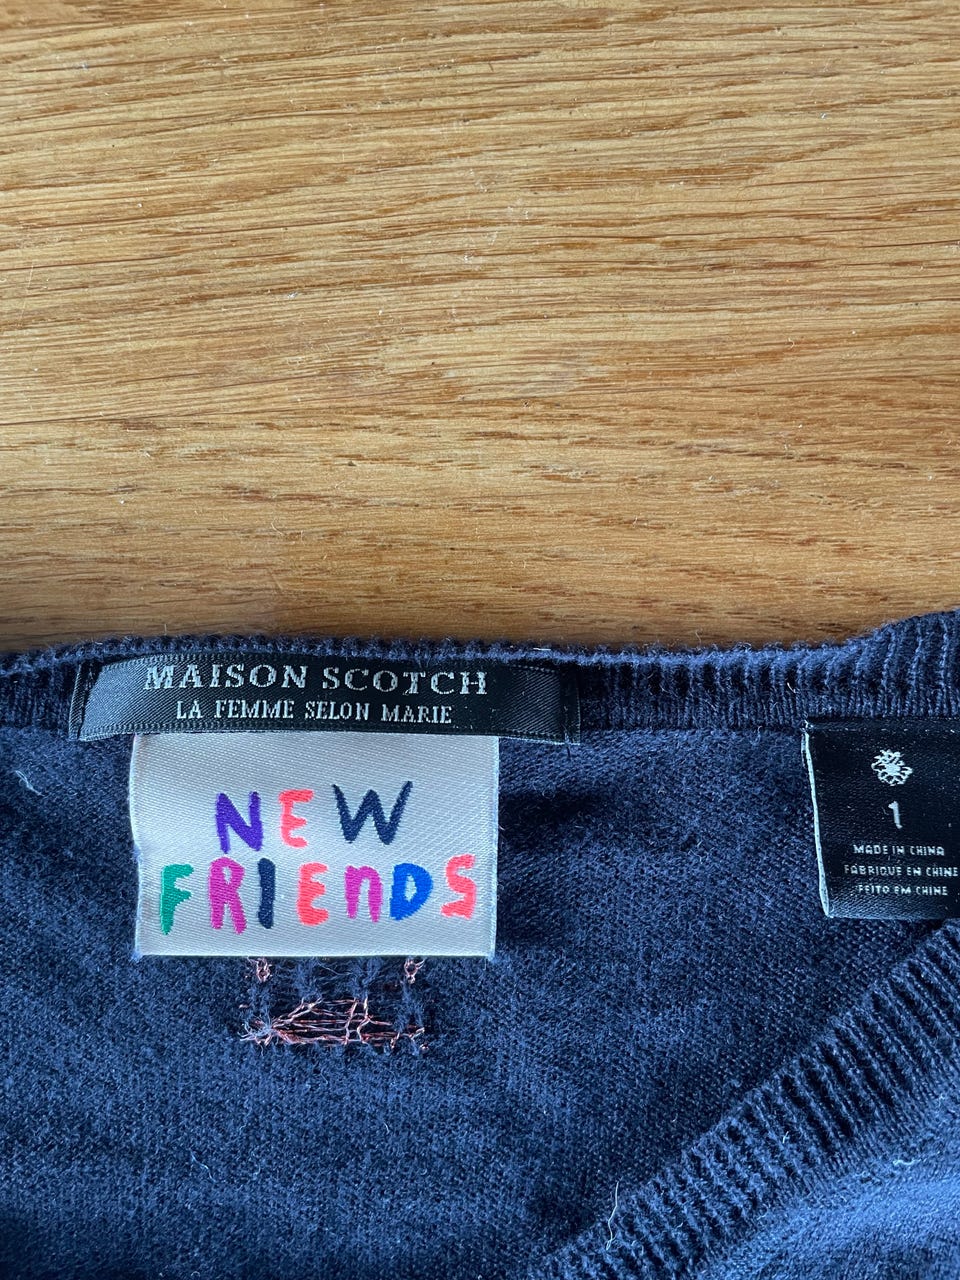 MAISON SCOTCH
LA FEMME SELON MARIE
NEW
FRIEnDS
1
MADE IN CHINA
FABRIQUE EN CHINE
FEITO EM CHINE